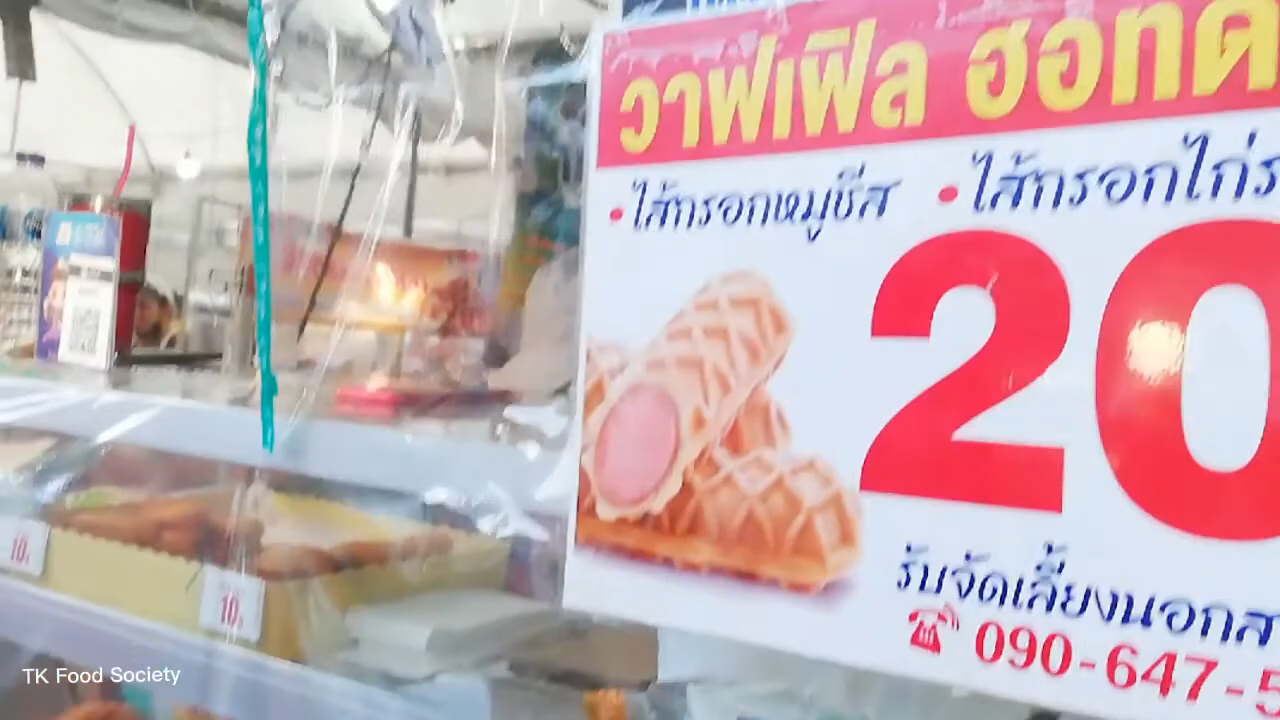 วาฟเฟิล ฮอทด
•ไส้กรอกหมูชีส •ไส้กรอกไก่ร
20
รับจัดเลี้ยงนอกส
090-647-5
10.
10.
TK Food Society